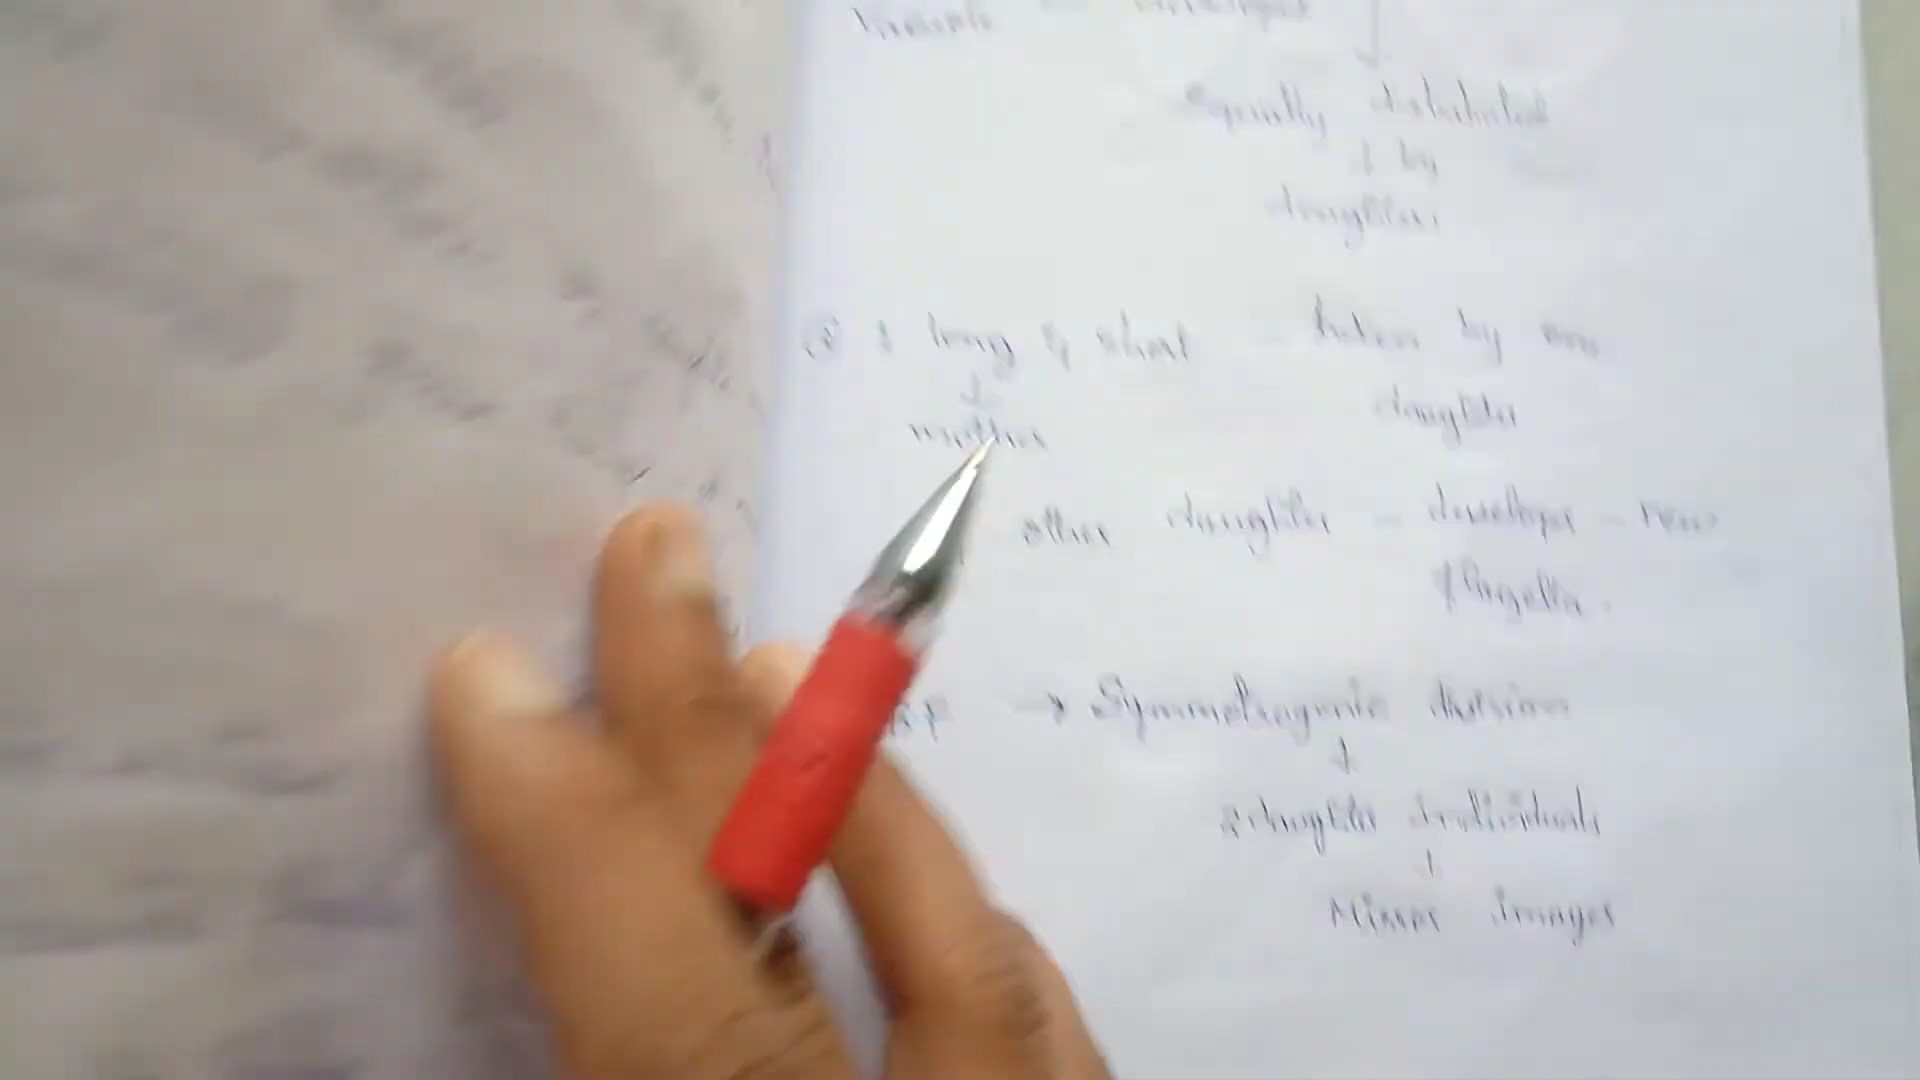 Equally distributed
↓ by
daughters
② 1 long & short - taken by one
↓ daughter
mother
other daughter - develops - new
flagella.
→ Symmetrogenic division
↓
2 daughter individuals
↓
Mirror images